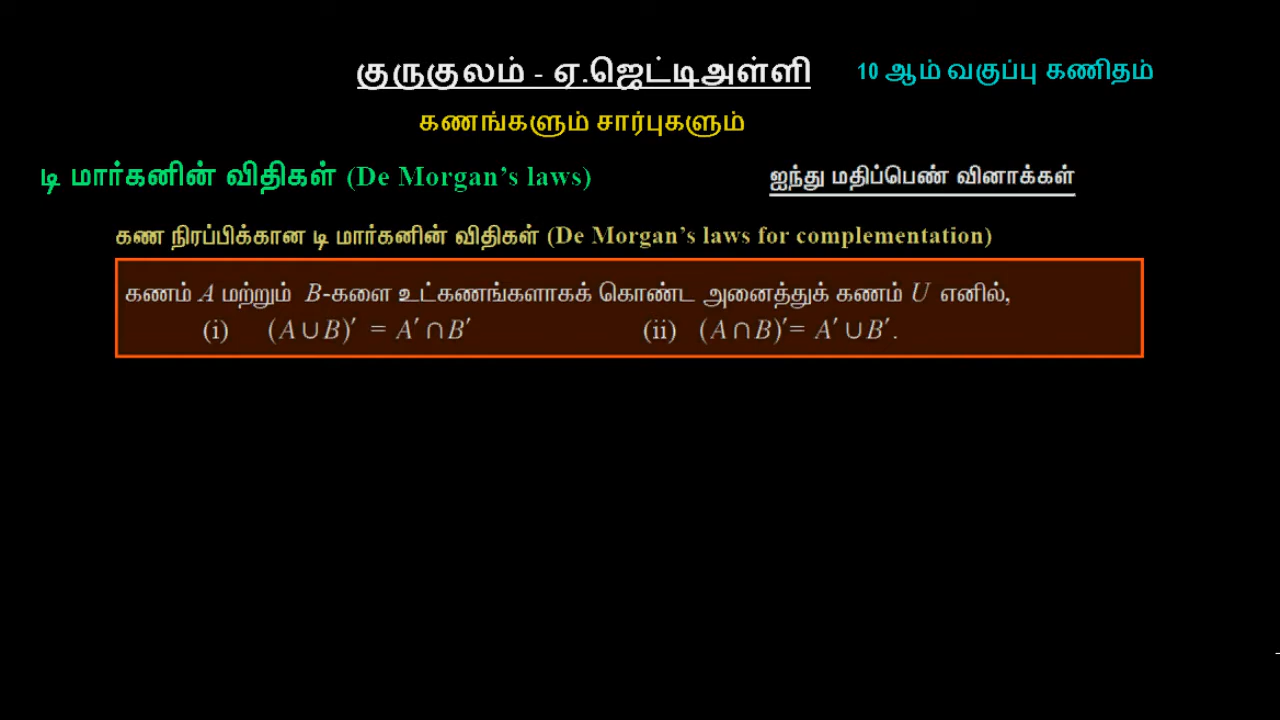 குருகுலம் - ஏ.ஜெட்டிஅள்ளி 10 ஆம் வகுப்பு கணிதம்
கணங்களும் சார்புகளும்
டி மார்கனின் விதிகள் (De Morgan’s laws) ஐந்து மதிப்பெண் வினாக்கள்
கண நிரப்பிக்கான டி மார்கனின் விதிகள் (De Morgan’s laws for complementation)
கணம் A மற்றும் B-களை உட்கணங்களாகக் கொண்ட அனைத்துக் கணம் U எனில்,
(i) (A ∪ B)′ = A′ ∩ B′ (ii) (A ∩ B)′= A′ ∪ B′.